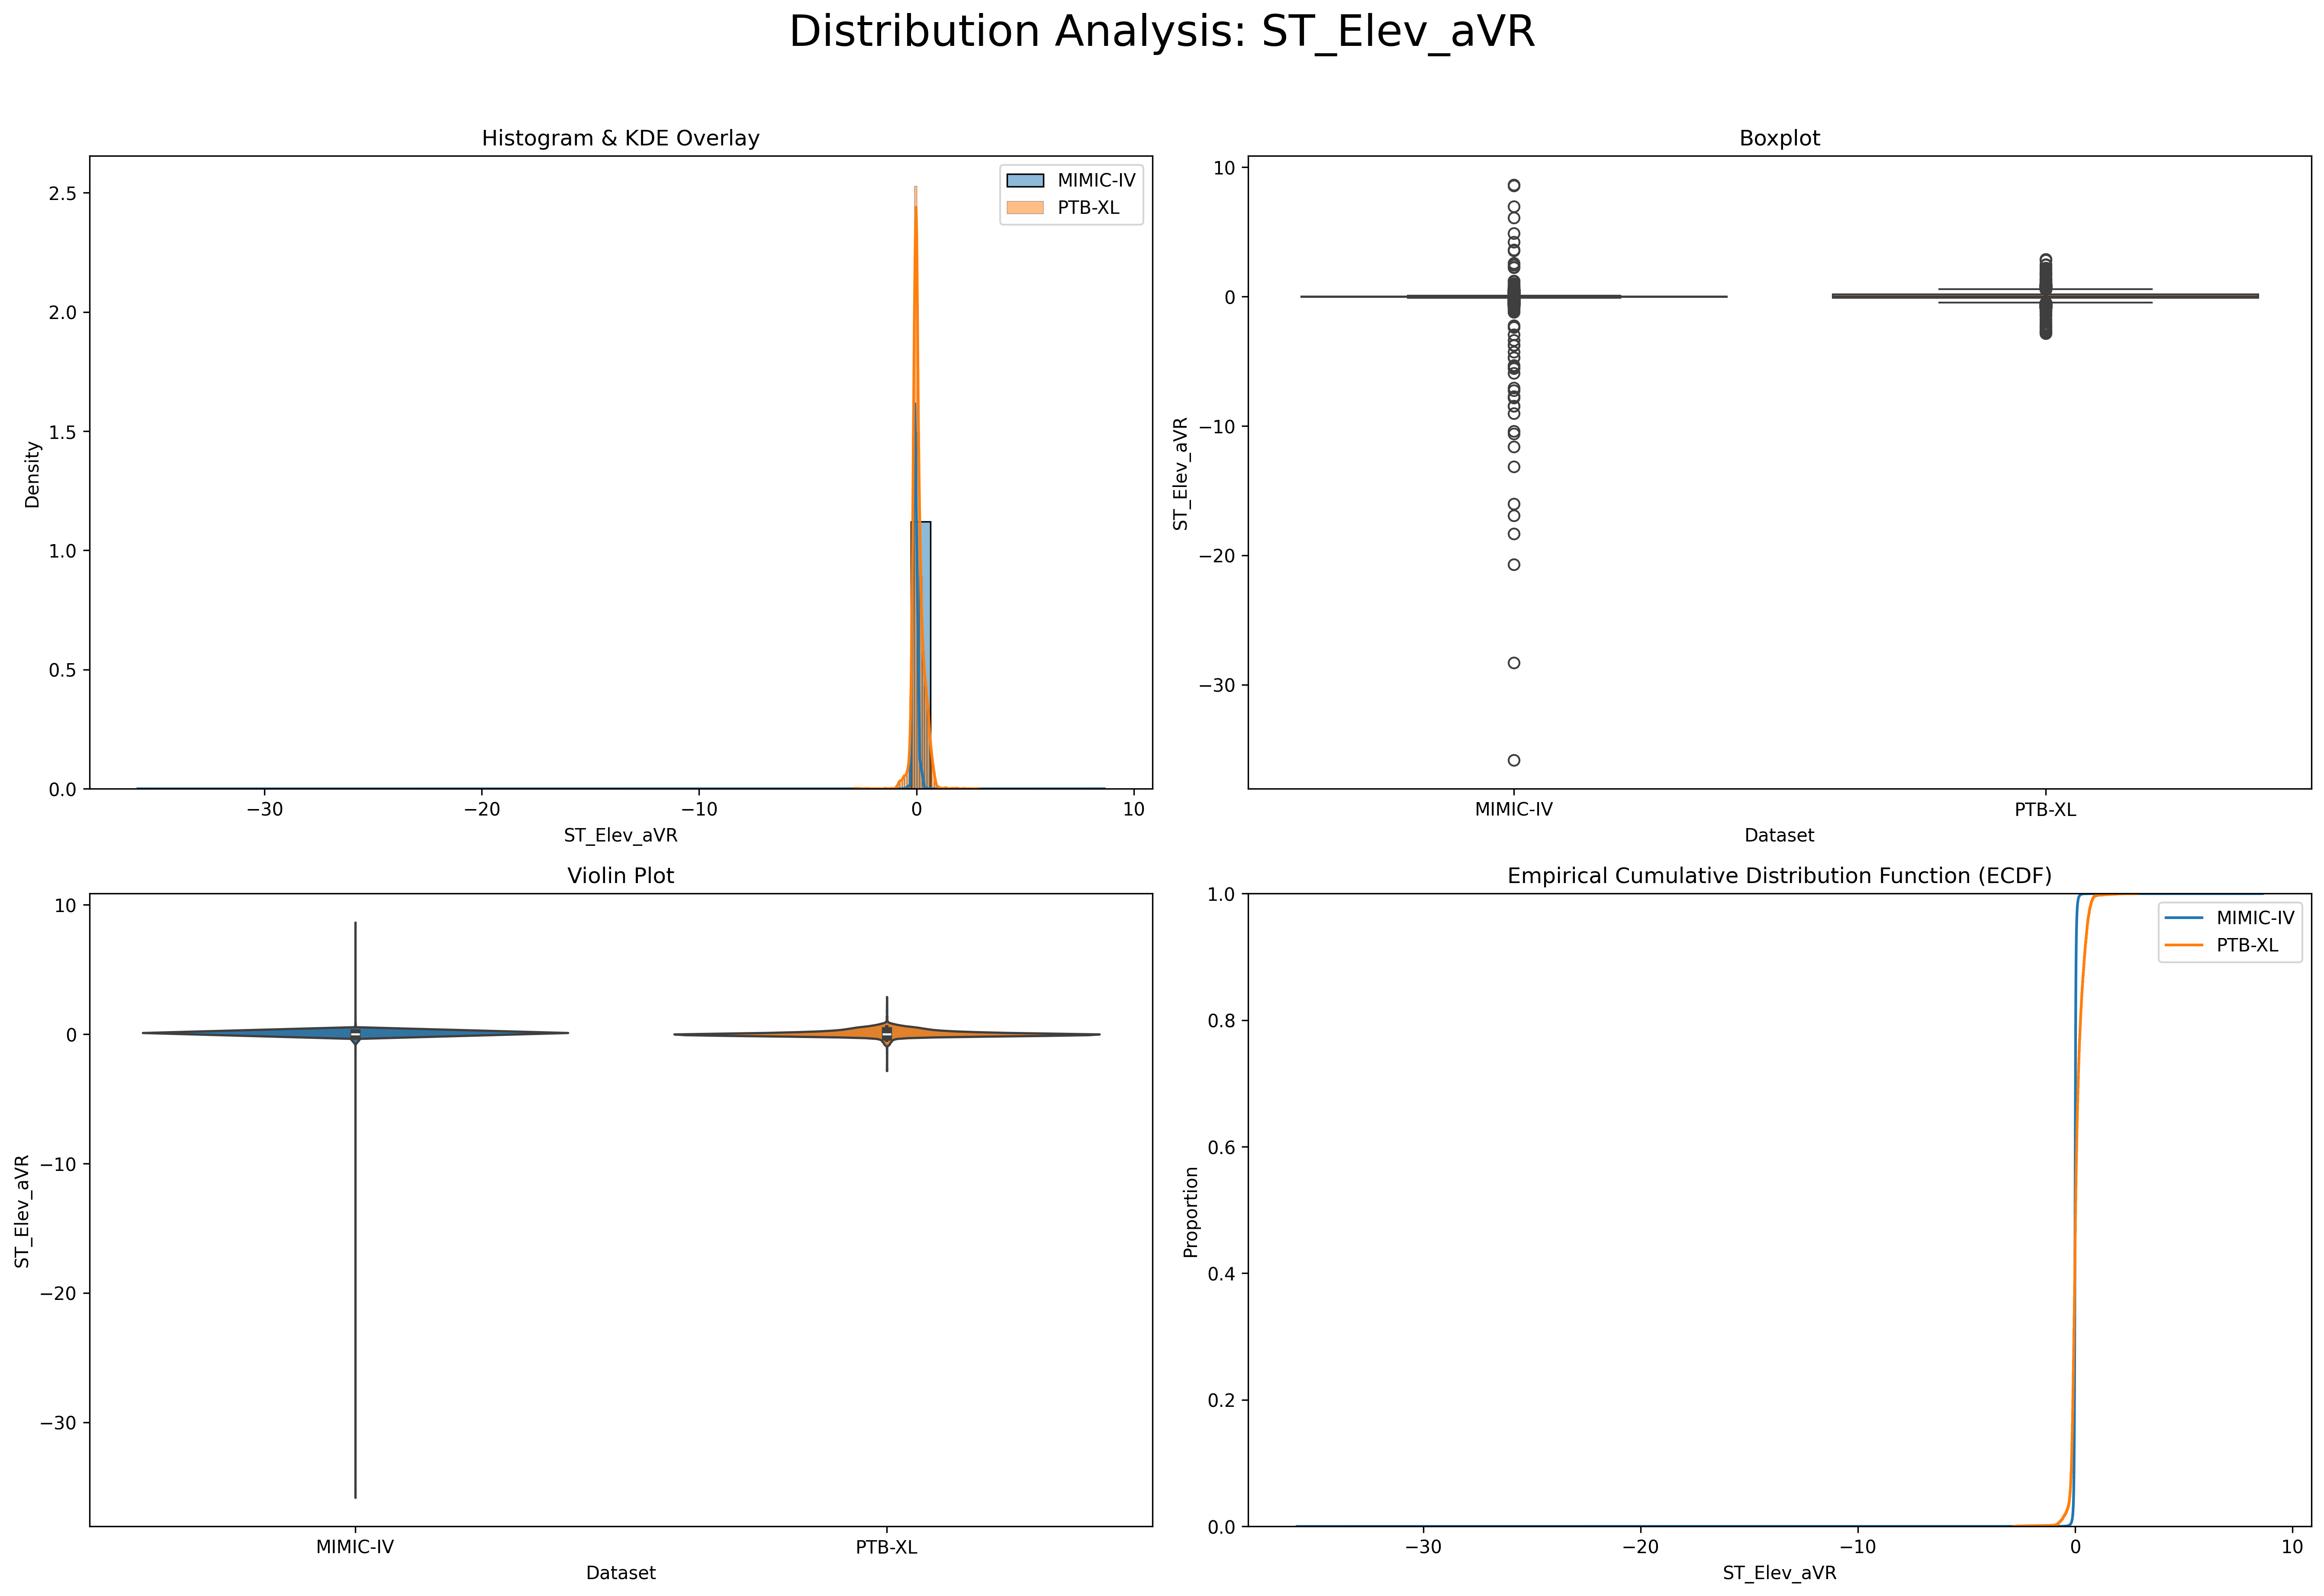 Distribution Analysis: ST_Elev_aVR
Histogram & KDE Overlay
2.5
2.0
1.5
1.0
0.5
0.0
Density
−30
−20
−10
0
10
ST_Elev_aVR
MIMIC-IV
PTB-XL
Boxplot
10
0
−10
−20
−30
ST_Elev_aVR
MIMIC-IV
PTB-XL
Dataset
Violin Plot
10
0
−10
−20
−30
ST_Elev_aVR
MIMIC-IV
PTB-XL
Dataset
Empirical Cumulative Distribution Function (ECDF)
1.0
0.8
0.6
0.4
0.2
0.0
Proportion
−30
−20
−10
0
10
ST_Elev_aVR
MIMIC-IV
PTB-XL